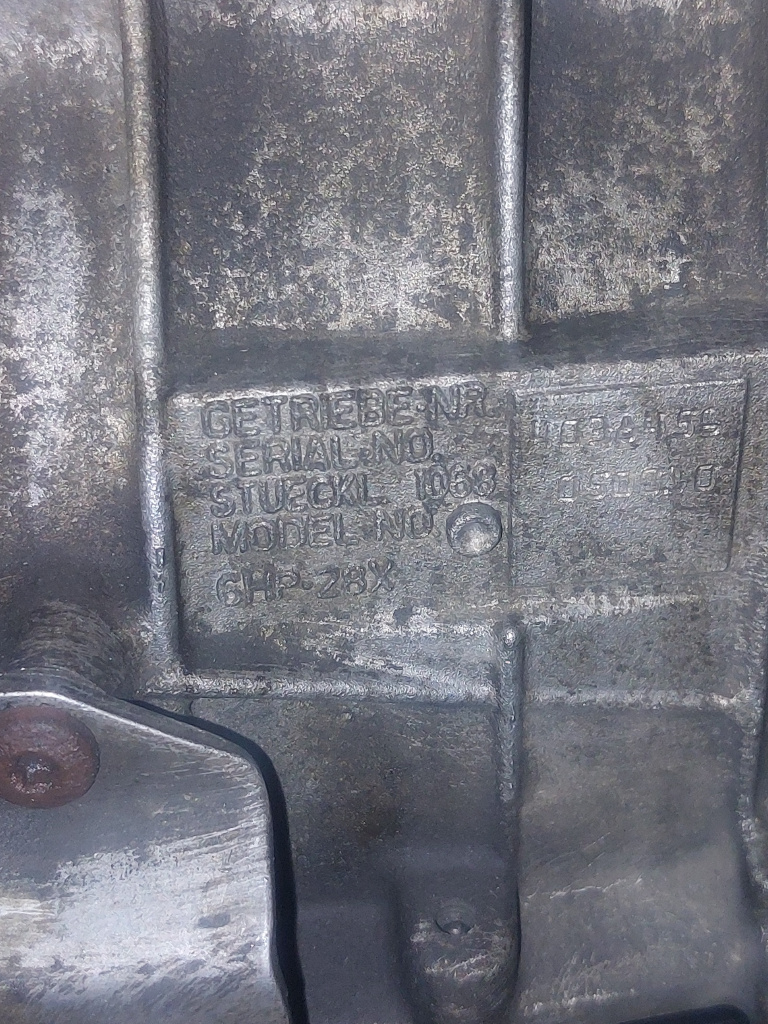 GETRIEBE-NR.
SERIAL-NO.
STUECKL. 1068
MODEL-NO.
6HP-28X